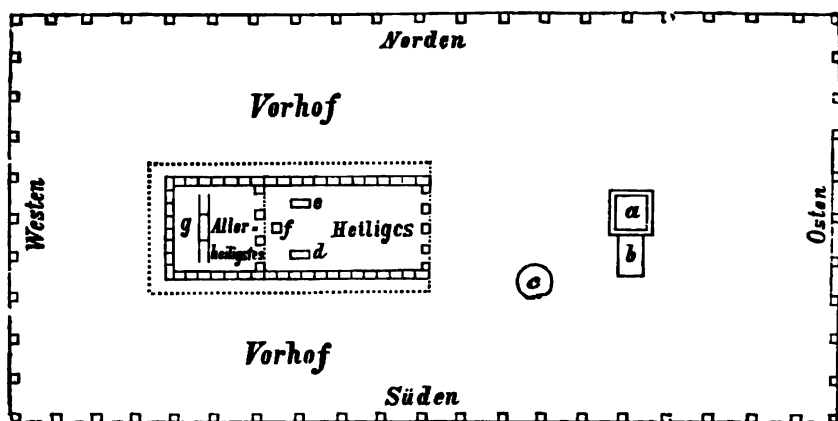 Norden
Vorhof
Westen
Osten
g
Aller-
heiligstes
e
f
d
Heiliges
a
b
c
Vorhof
Süden